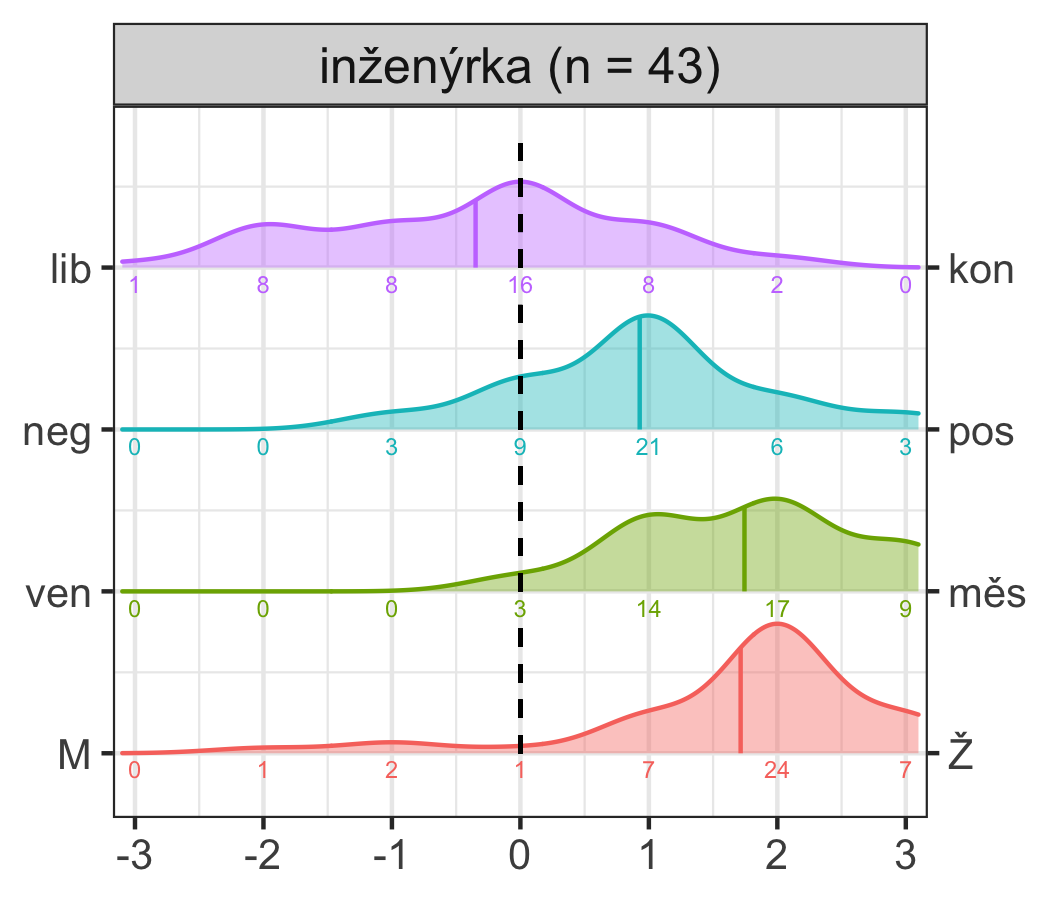 inženýrka (n = 43)
lib kon
1 8 8 16 8 2 0
neg pos
0 0 3 9 21 6 3
ven měs
0 0 0 3 14 17 9
M Ž
0 1 2 1 7 24 7
-3 -2 -1 0 1 2 3